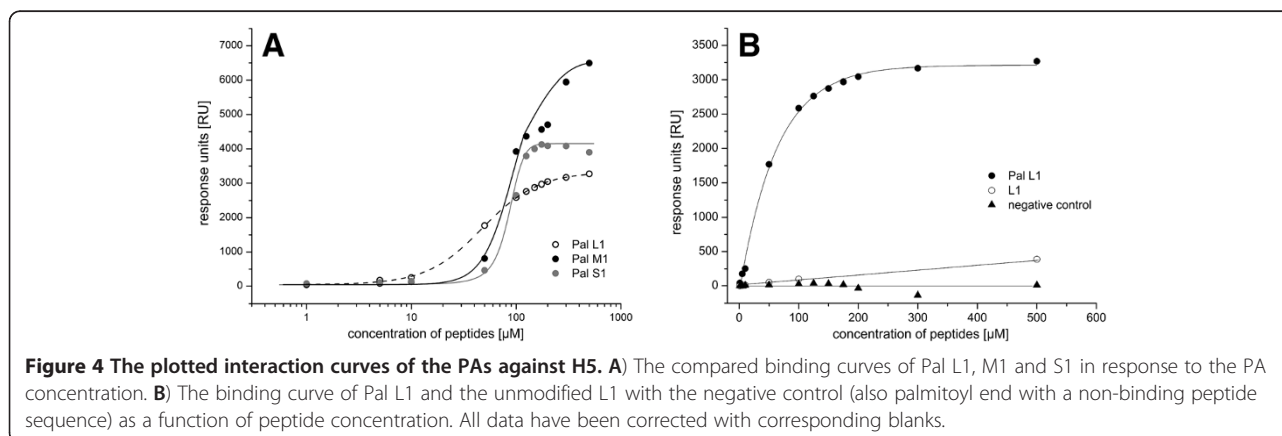 A
response units [RU]
7000
6000
5000
4000
3000
2000
1000
0
Pal L1
Pal M1
Pal S1
1 10 100 1000
concentration of peptides [µM]
B
response units [RU]
3500
3000
2500
2000
1500
1000
500
0
Pal L1
L1
negative control
0 100 200 300 400 500 600
concentration of peptides [µM]
Figure 4 The plotted interaction curves of the PAs against H5. A) The compared binding curves of Pal L1, M1 and S1 in response to the PA
concentration. B) The binding curve of Pal L1 and the unmodified L1 with the negative control (also palmitoyl end with a non-binding peptide
sequence) as a function of peptide concentration. All data have been corrected with corresponding blanks.